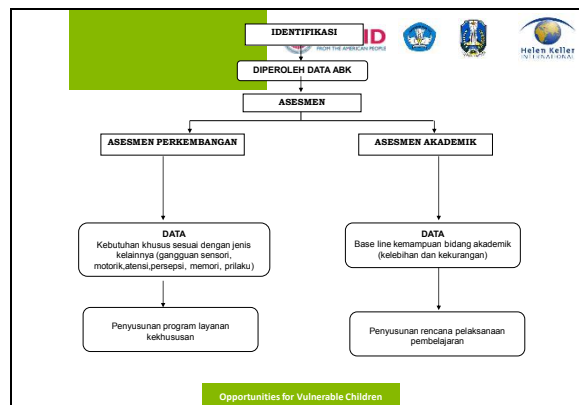 IDENTIFIKASI
ID
FROM THE AMERICAN PEOPLE
Helen Keller
INTERNATIONAL
DIPEROLEH DATA ABK
ASESMEN
ASESMEN PERKEMBANGAN
ASESMEN AKADEMIK
DATA
Kebutuhan khusus sesuai dengan jenis
kelainnya (gangguan sensori,
motorik,atensi,persepsi, memori, prilaku)
DATA
Base line kemampuan bidang akademik
(kelebihan dan kekurangan)
Penyusunan program layanan
kekhususan
Penyusunan rencana pelaksanaan
pembelajaran
Opportunities for Vulnerable Children